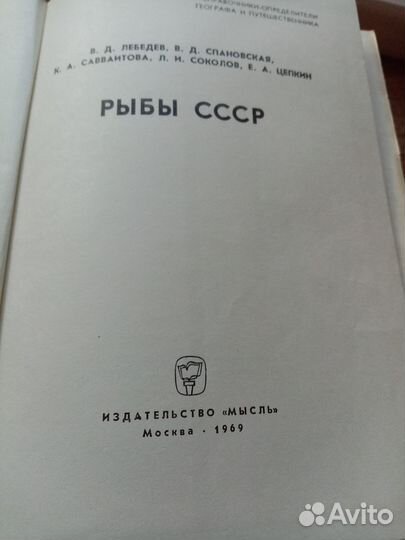 СПРАВОЧНИКИ-ОПРЕДЕЛИТЕЛИ
ГЕОГРАФА И ПУТЕШЕСТВЕННИКА
В. Д. ЛЕБЕДЕВ, В. Д. СПАНОВСКАЯ,
К. А. САВВАИТОВА, Л. И. СОКОЛОВ, Е. А. ЦЕПКИН
РЫБЫ СССР
ИЗДАТЕЛЬСТВО «МЫСЛЬ»
Москва · 1969
Avito